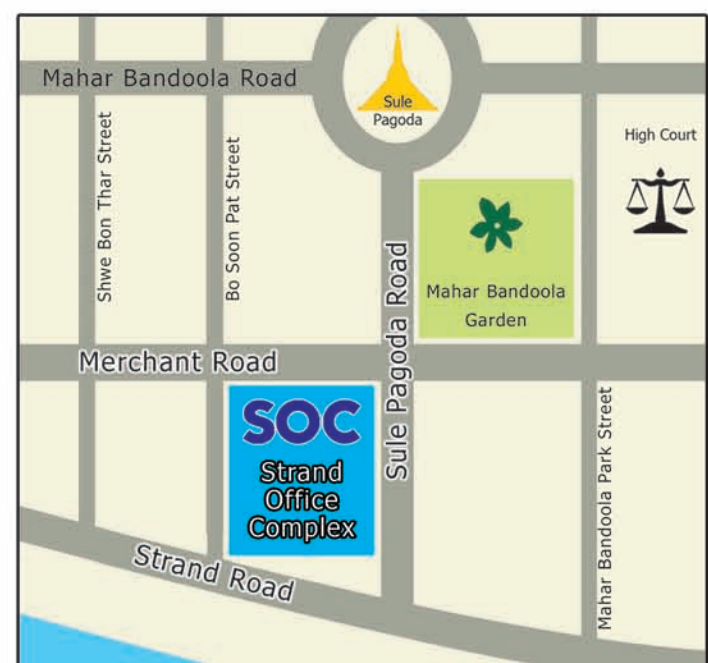 Mahar Bandoola Road
Sule
Pagoda
High Court
Shwe Bon Thar Street
Bo Soon Pat Street
Mahar Bandoola
Garden
Sule Pagoda Road
Merchant Road
SOC
Strand
Office
Complex
Mahar Bandoola Park Street
Strand Road